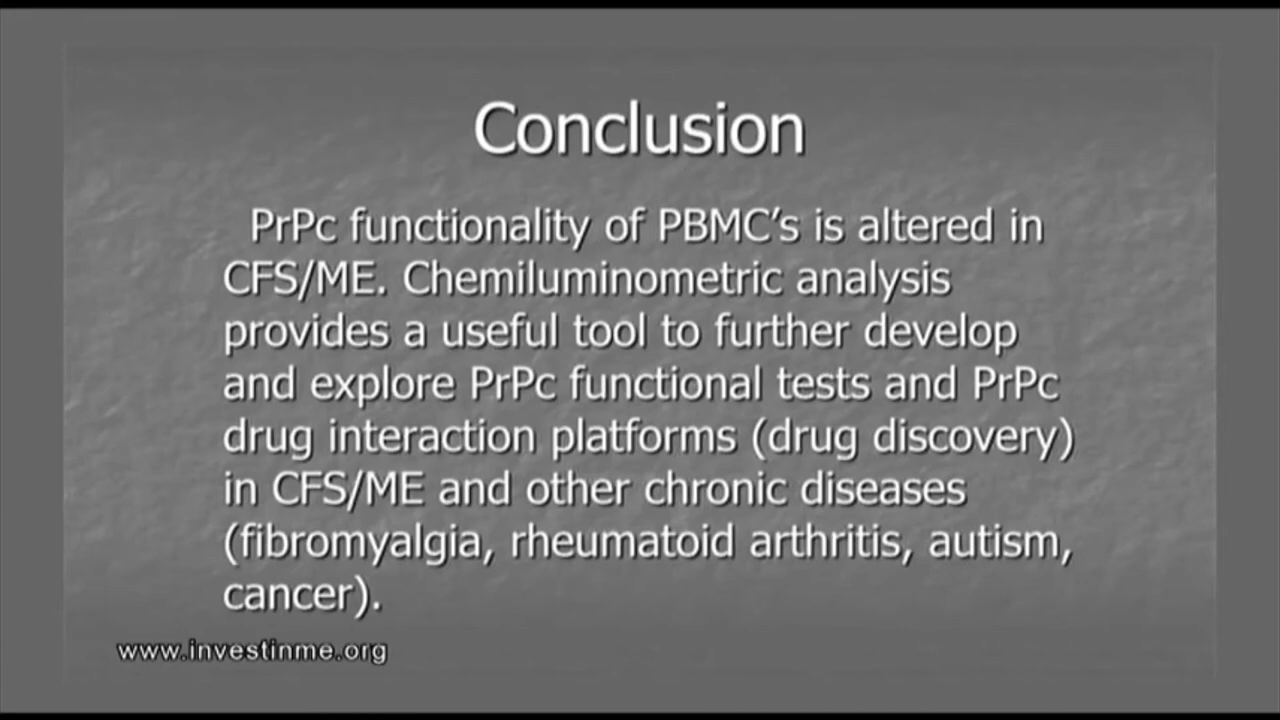 Conclusion
PrPc functionality of PBMC's is altered in
CFS/ME. Chemiluminometric analysis
provides a useful tool to further develop
and explore PrPc functional tests and PrPc
drug interaction platforms (drug discovery)
in CFS/ME and other chronic diseases
(fibromyalgia, rheumatoid arthritis, autism,
cancer).
www.investinme.org